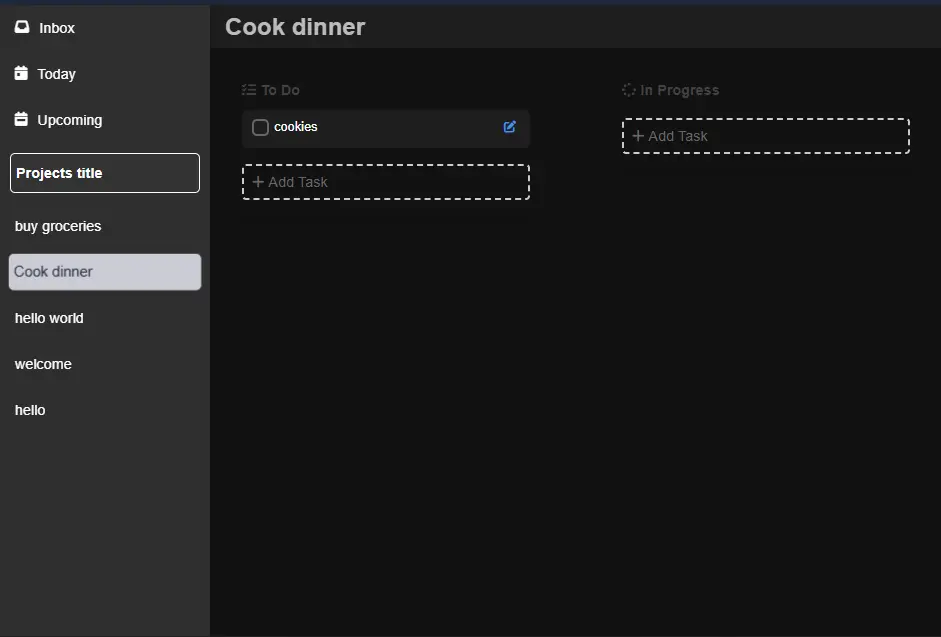 Inbox
Today
Upcoming
Projects title
buy groceries
Cook dinner
hello world
welcome
hello
Cook dinner
To Do
cookies
+ Add Task
In Progress
+ Add Task